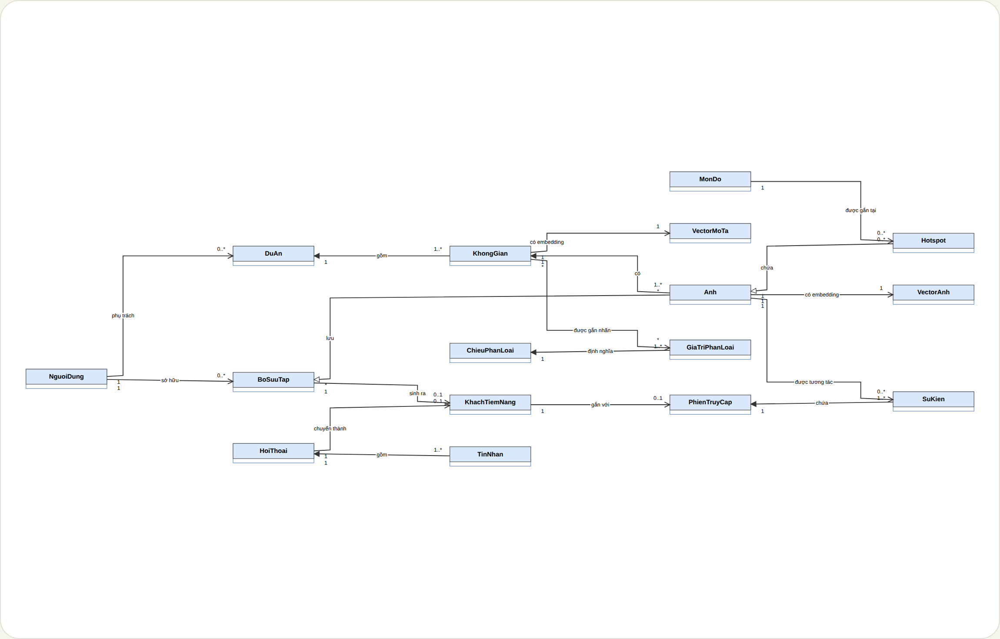 MonDo
1
được gắn tại
1
VectorMoTa
0..*
0..*
Hotspot
có embedding
0..*
DuAn
1
gồm
1..*
KhongGian
1
1
*
chứa
có
1..*
*
Anh
1
1
1
có embedding
1
VectorAnh
phụ trách
lưu
được gắn nhãn
*
1..*
GiaTriPhanLoai
ChieuPhanLoai
1
định nghĩa
NguoiDung
1
1
sở hữu
0..*
BoSuuTap
*
1
sinh ra
0..1
0..1
KhachTiemNang
1
gắn với
0..1
PhienTruyCap
1
được tương tác
chứa
0..*
1..*
SuKien
chuyển thành
HoiThoai
1
1
gồm
1..*
TinNhan